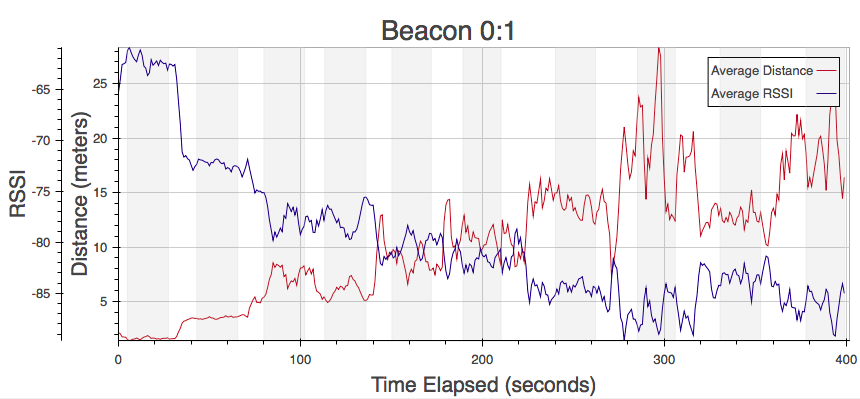 Beacon 0:1
Average Distance
Average RSSI
RSSI
-65
-70
-75
-80
-85
Distance (meters)
25
20
15
10
5
0
100
200
300
400
Time Elapsed (seconds)